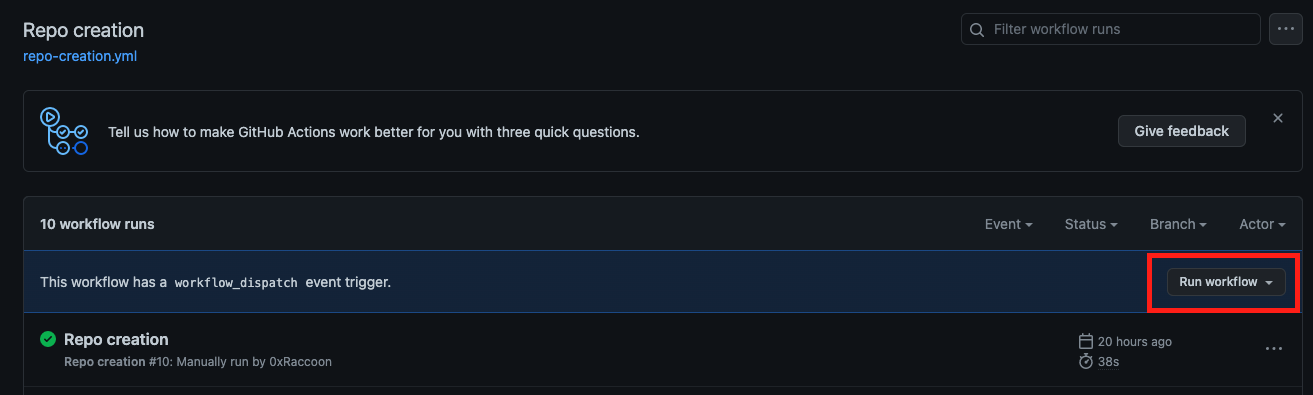 Repo creation
Filter workflow runs
repo-creation.yml
Tell us how to make GitHub Actions work better for you with three quick questions.
Give feedback
10 workflow runs
Event
Status
Branch
Actor
This workflow has a workflow_dispatch event trigger.
Run workflow
Repo creation
20 hours ago
Repo creation #10: Manually run by 0xRaccoon
38s